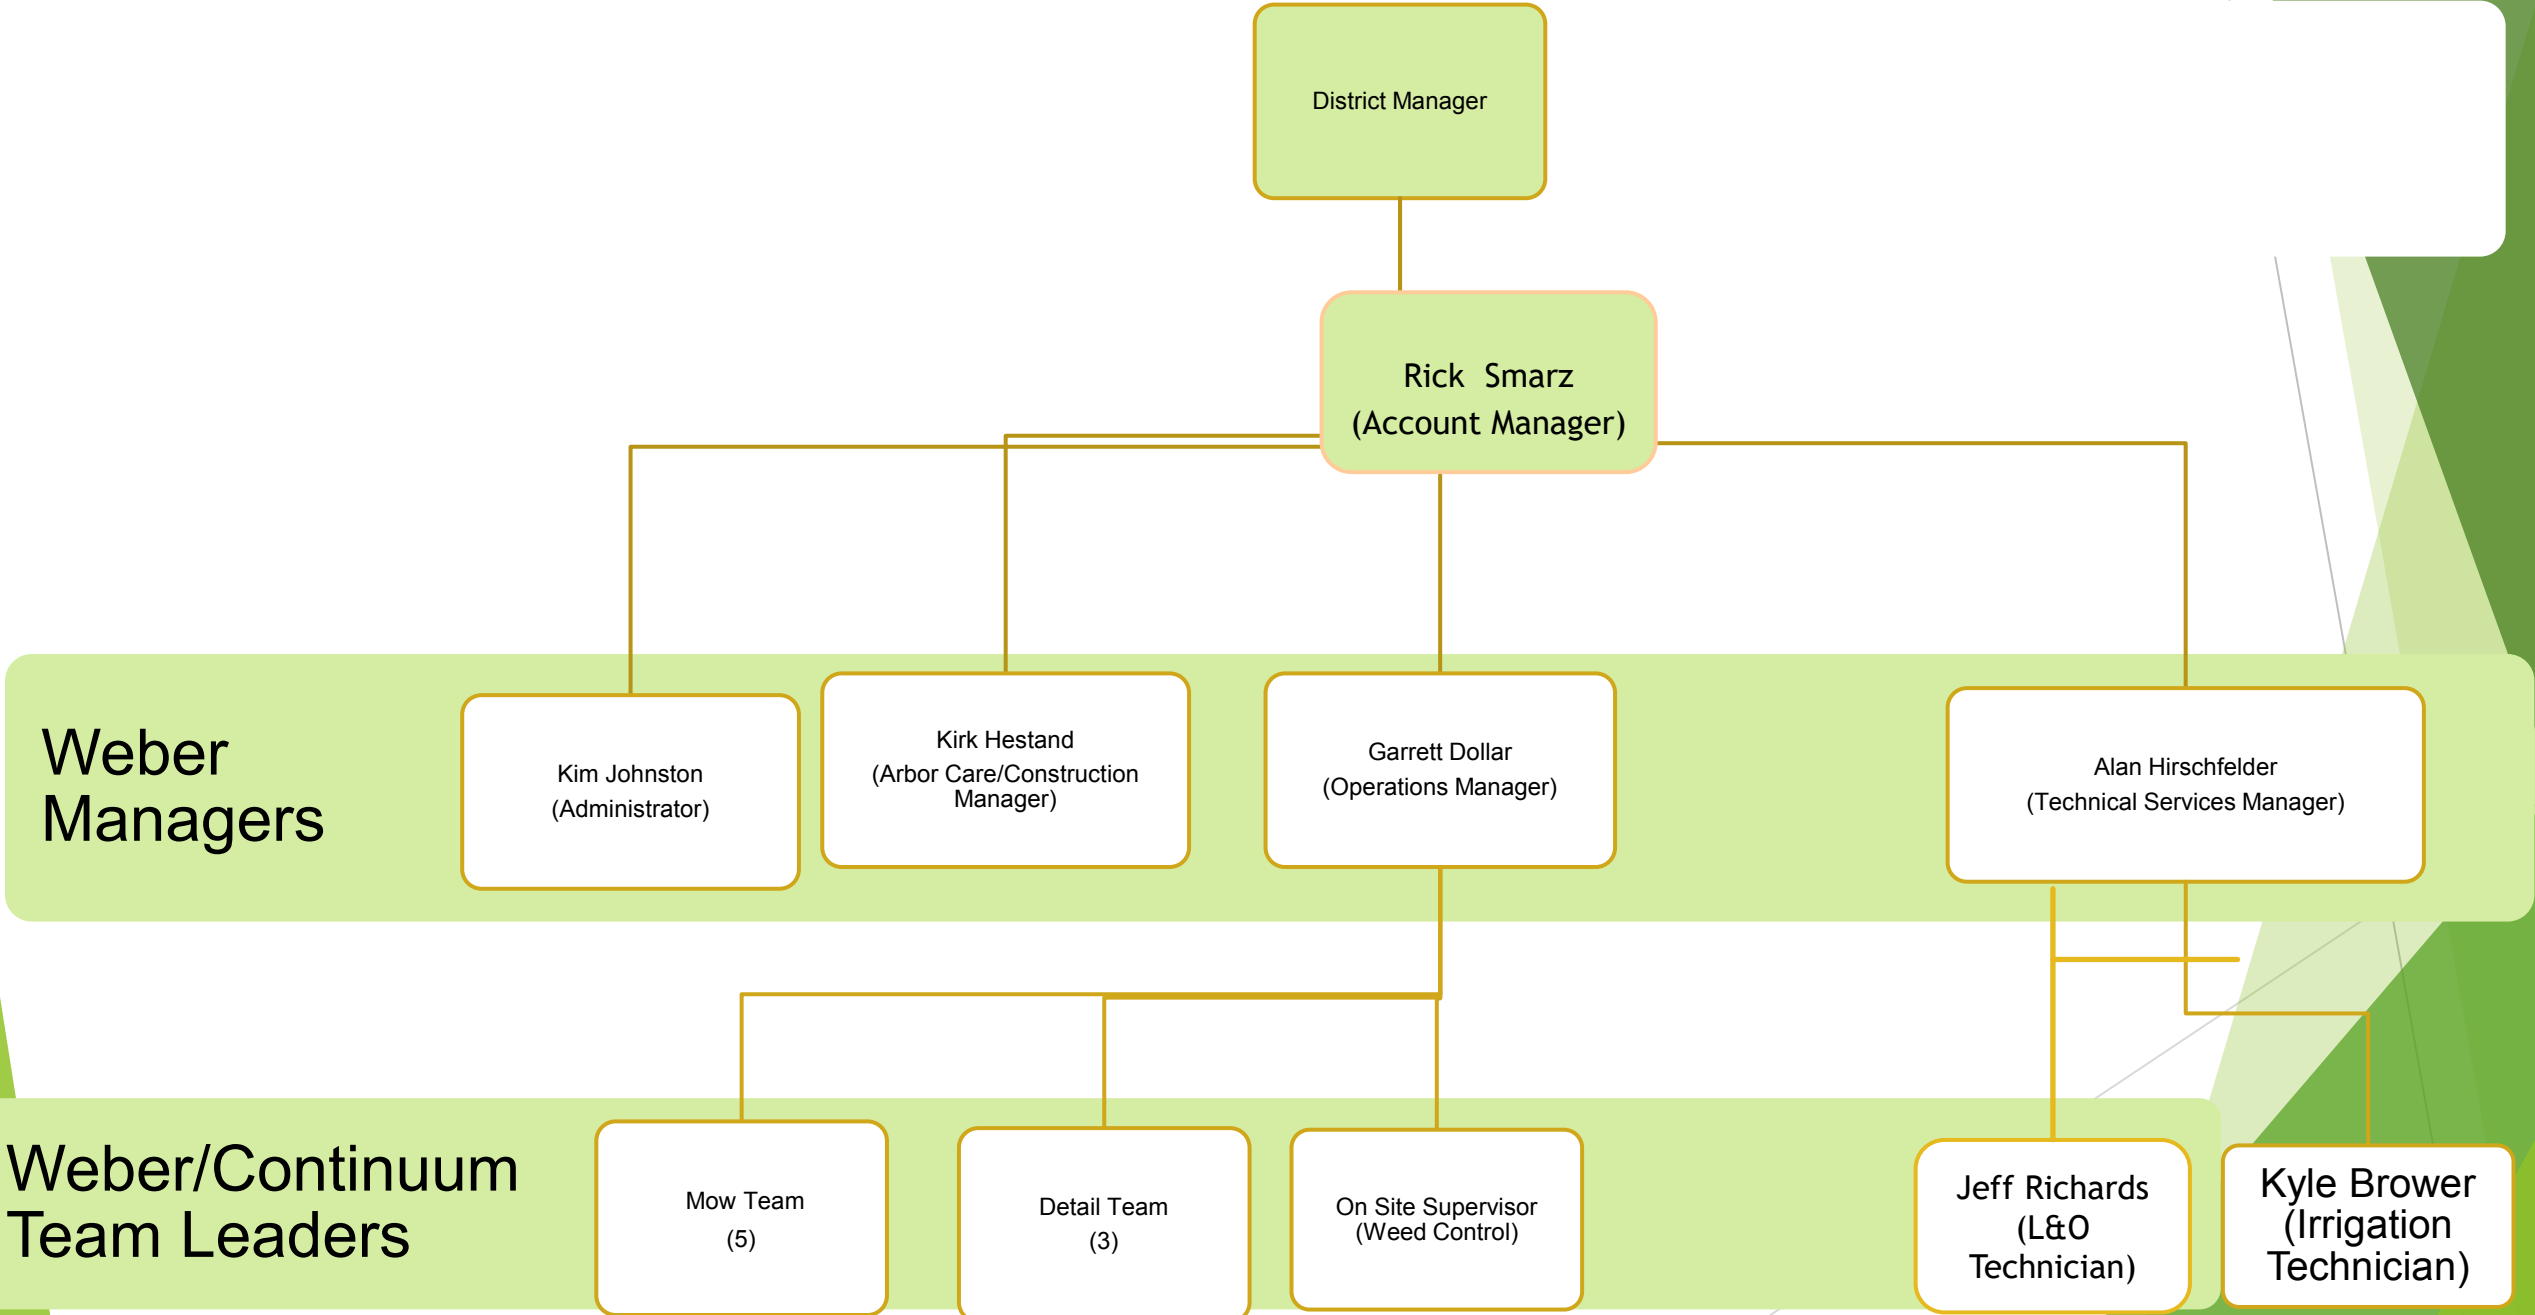 District Manager
Rick Smarz
(Account Manager)
Weber
Managers
Kim Johnston
(Administrator)
Kirk Hestand
(Arbor Care/Construction
Manager)
Garrett Dollar
(Operations Manager)
Alan Hirschfelder
(Technical Services Manager)
Weber/Continuum
Team Leaders
Mow Team
(5)
Detail Team
(3)
On Site Supervisor
(Weed Control)
Jeff Richards
(L&O
Technician)
Kyle Brower
(Irrigation
Technician)